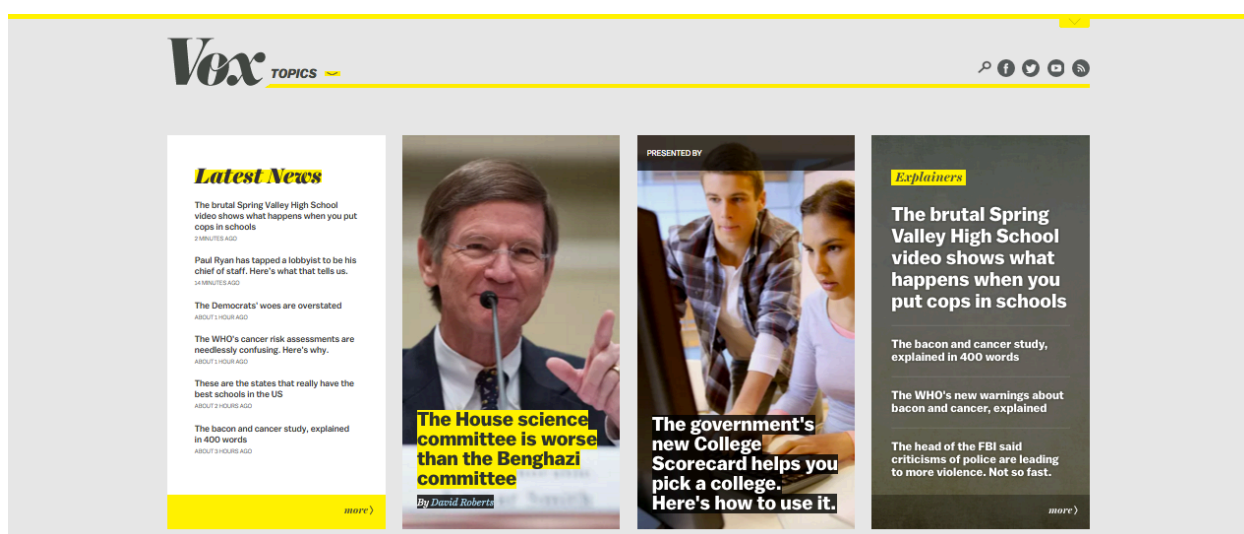 Vox TOPICS
Latest News
The brutal Spring Valley High School
video shows what happens when you put
cops in schools
2 MINUTES AGO
Paul Ryan has tapped a lobbyist to be his
chief of staff. Here's what that tells us.
14 MINUTES AGO
The Democrats' woes are overstated
ABOUT 1 HOUR AGO
The WHO's cancer risk assessments are
needlessly confusing. Here's why.
ABOUT 1 HOUR AGO
These are the states that really have the
best schools in the US
ABOUT 2 HOURS AGO
The bacon and cancer study, explained
in 400 words
ABOUT 3 HOURS AGO
more
The House science
committee is worse
than the Benghazi
committee
By David Roberts
PRESENTED BY
The government's
new College
Scorecard helps you
pick a college.
Here's how to use it.
Explainers
The brutal Spring
Valley High School
video shows what
happens when you
put cops in schools
The bacon and cancer study,
explained in 400 words
The WHO's new warnings about
bacon and cancer, explained
The head of the FBI said
criticisms of police are leading
to more violence. Not so fast.
more